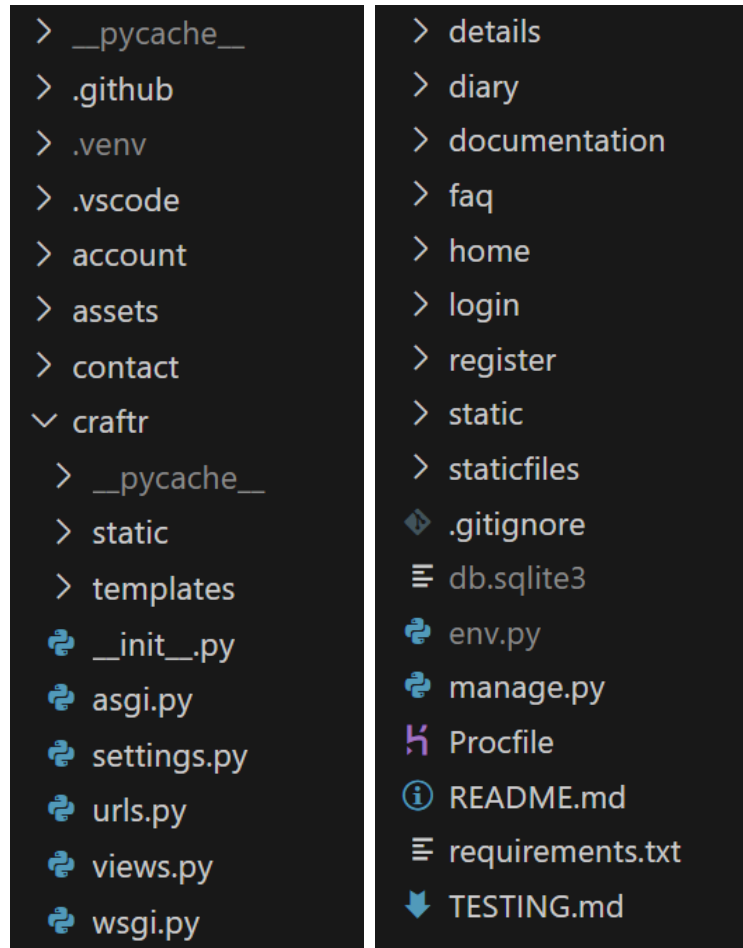 __pycache__
.github
.venv
.vscode
account
assets
contact
craftr
__pycache__
static
templates
__init__.py
asgi.py
settings.py
urls.py
views.py
wsgi.py
details
diary
documentation
faq
home
login
register
static
staticfiles
.gitignore
db.sqlite3
env.py
manage.py
Procfile
README.md
requirements.txt
TESTING.md